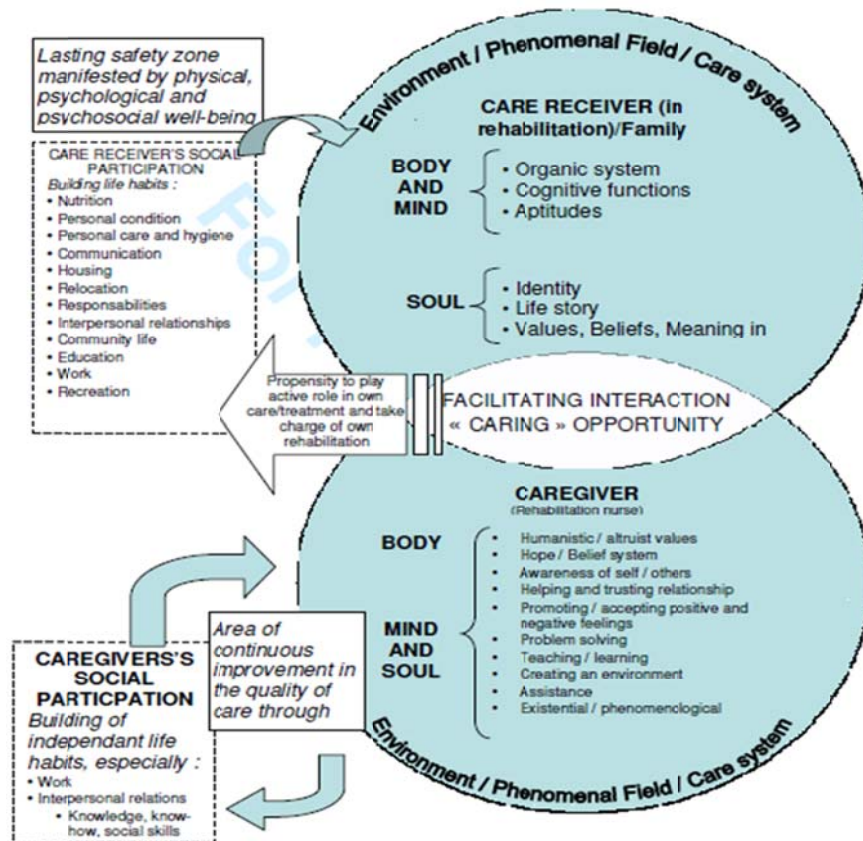 Lasting safety zone
manifested by physical,
psychological and
psychosocial well-being
CARE RECEIVER'S SOCIAL
PARTICIPATION
Building life habits :
• Nutrition
• Personal condition
• Personal care and hygiene
• Communication
• Housing
• Relocation
• Responsabilities
• Interpersonal relationships
• Community life
• Education
• Work
• Recreation
For
Environment / Phenomenal Field / Care system
CARE RECEIVER (in
rehabilitation)/Family
BODY
AND
MIND
• Organic system
• Cognitive functions
• Aptitudes
SOUL
• Identity
• Life story
• Values, Beliefs, Meaning in
Propensity to play
active role in own
care/treatment and take
charge of own
rehabilitation
FACILITATING INTERACTION
« CARING » OPPORTUNITY
CAREGIVER
(Rehabilitation nurse)
BODY
MIND
AND
SOUL
• Humanistic / altruist values
• Hope / Belief system
• Awareness of self / others
• Helping and trusting relationship
• Promoting / accepting positive and
negative feelings
• Problem solving
• Teaching / learning
• Creating an environment
• Assistance
• Existential / phenomenological
Environment / Phenomenal Field / Care system
Area of
continuous
improvement in
the quality of
care through
CAREGIVERS'S
SOCIAL
PARTICPATION
Building of
independant life
habits, especially :
• Work
• Interpersonal relations
• Knowledge, know-
how, social skills